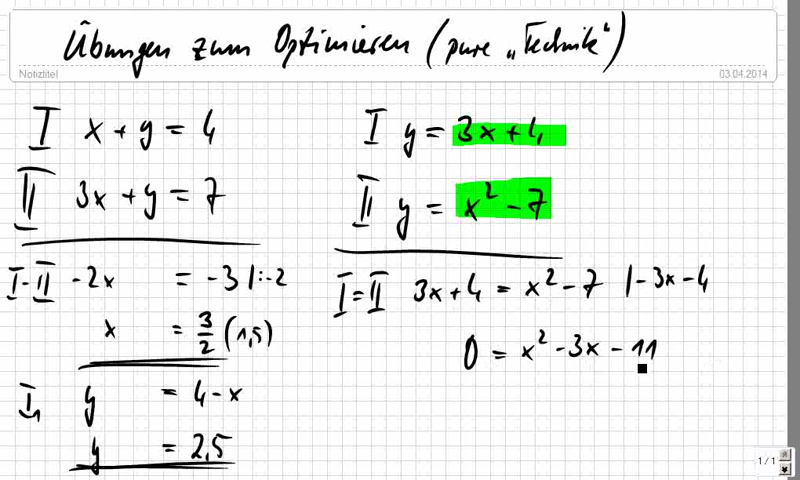 Übungen zum Optimieren (pure „Technik“)
Notiztitel
03.04.2014
I x + y = 4
II 3x + y = 7
I-II -2x = -3 |:-2
x = 3/2 (1,5)
I, y = 4 - x
y = 2,5
I y = 3x + 4
II y = x² - 7
I=II 3x + 4 = x² - 7 |-3x - 4
0 = x² - 3x - 11
1/1